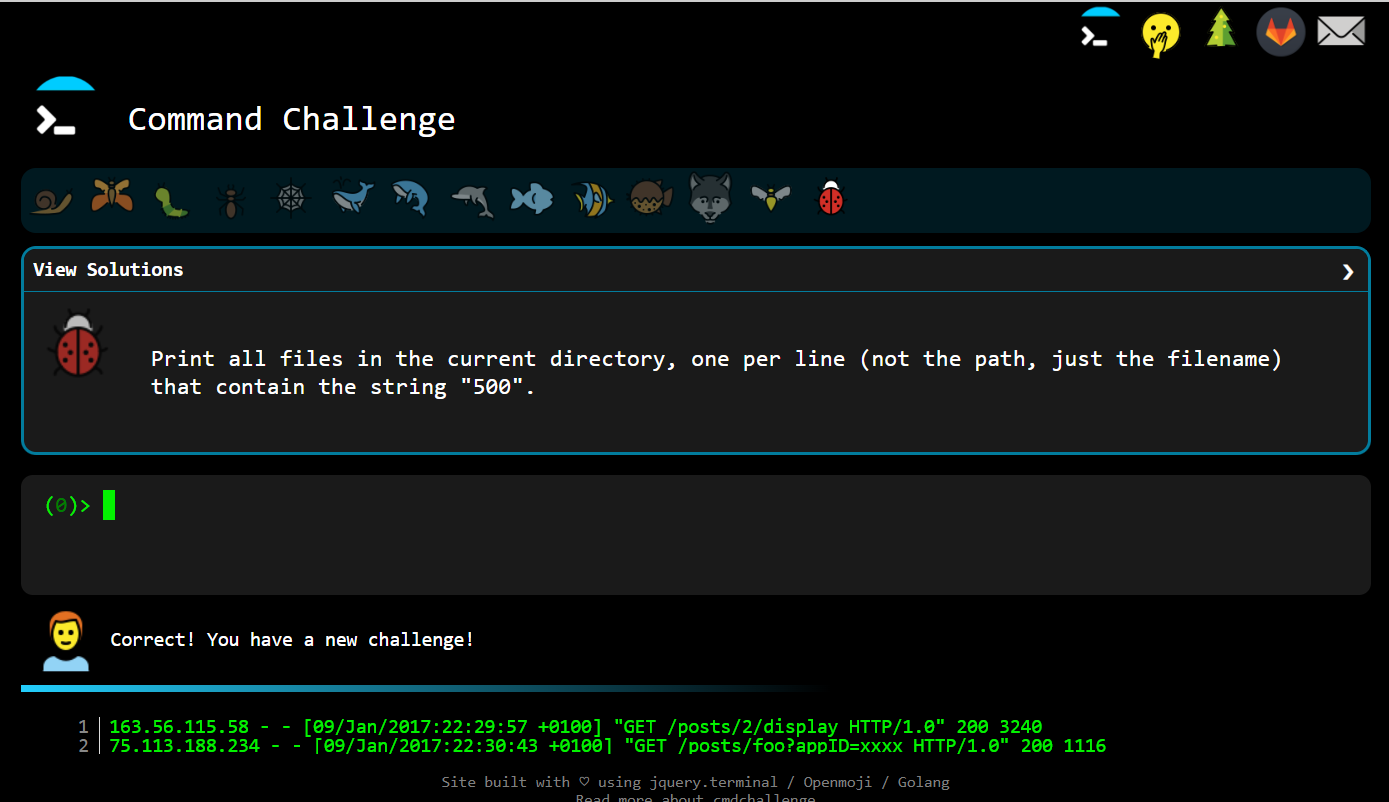 Command Challenge
View Solutions
Print all files in the current directory, one per line (not the path, just the filename)
that contain the string "500".
(0)>
Correct! You have a new challenge!
1 163.56.115.58 - - [09/Jan/2017:22:29:57 +0100] "GET /posts/2/display HTTP/1.0" 200 3240
2 75.113.188.234 - - [09/Jan/2017:22:30:43 +0100] "GET /posts/foo?appID=xxxx HTTP/1.0" 200 1116
Site built with ♡ using jquery.terminal / Openmoji / Golang
Read more about cmdchallenge